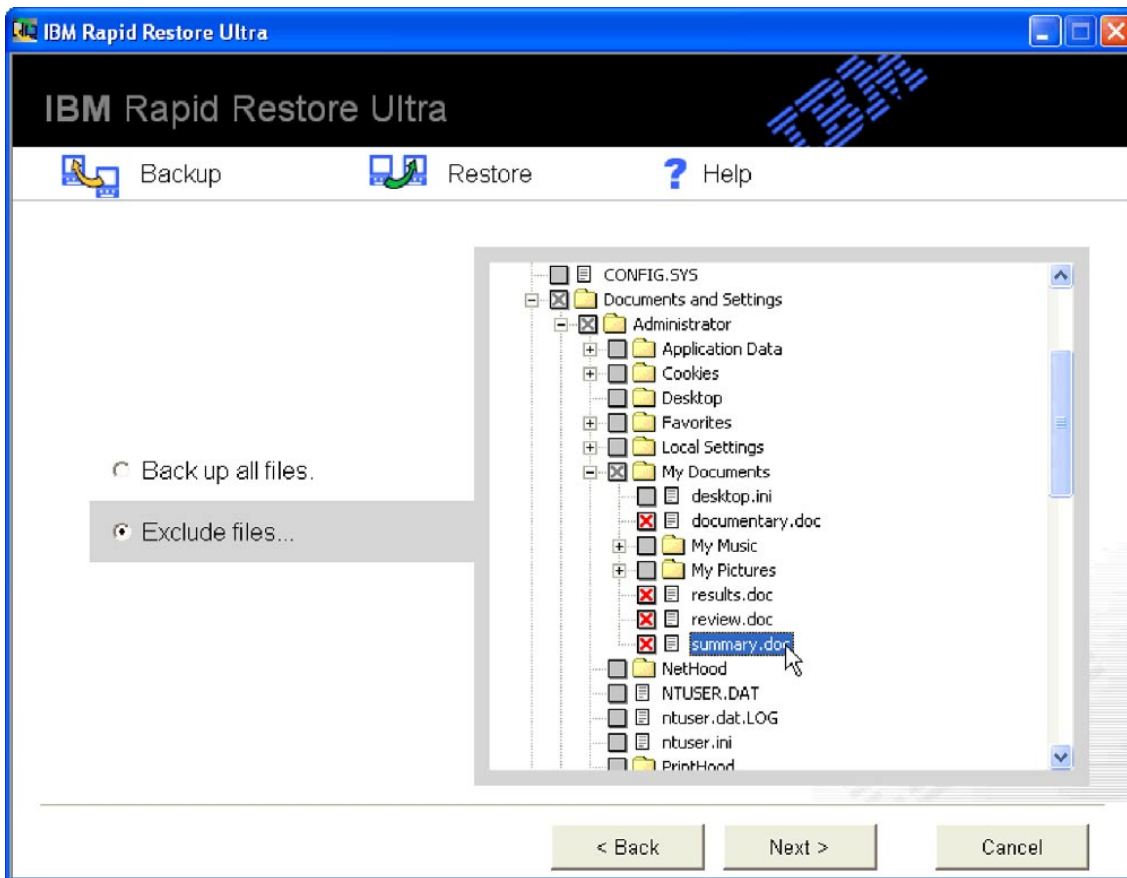 IBM Rapid Restore Ultra
IBM Rapid Restore Ultra
IBM
Backup
Restore
? Help
CONFIG.SYS
Documents and Settings
Administrator
Application Data
Cookies
Desktop
Favorites
Local Settings
My Documents
desktop.ini
documentary.doc
My Music
My Pictures
results.doc
review.doc
summary.doc
NetHood
NTUSER.DAT
ntuser.dat.LOG
ntuser.ini
PrintHood
Back up all files.
Exclude files...
< Back
Next >
Cancel